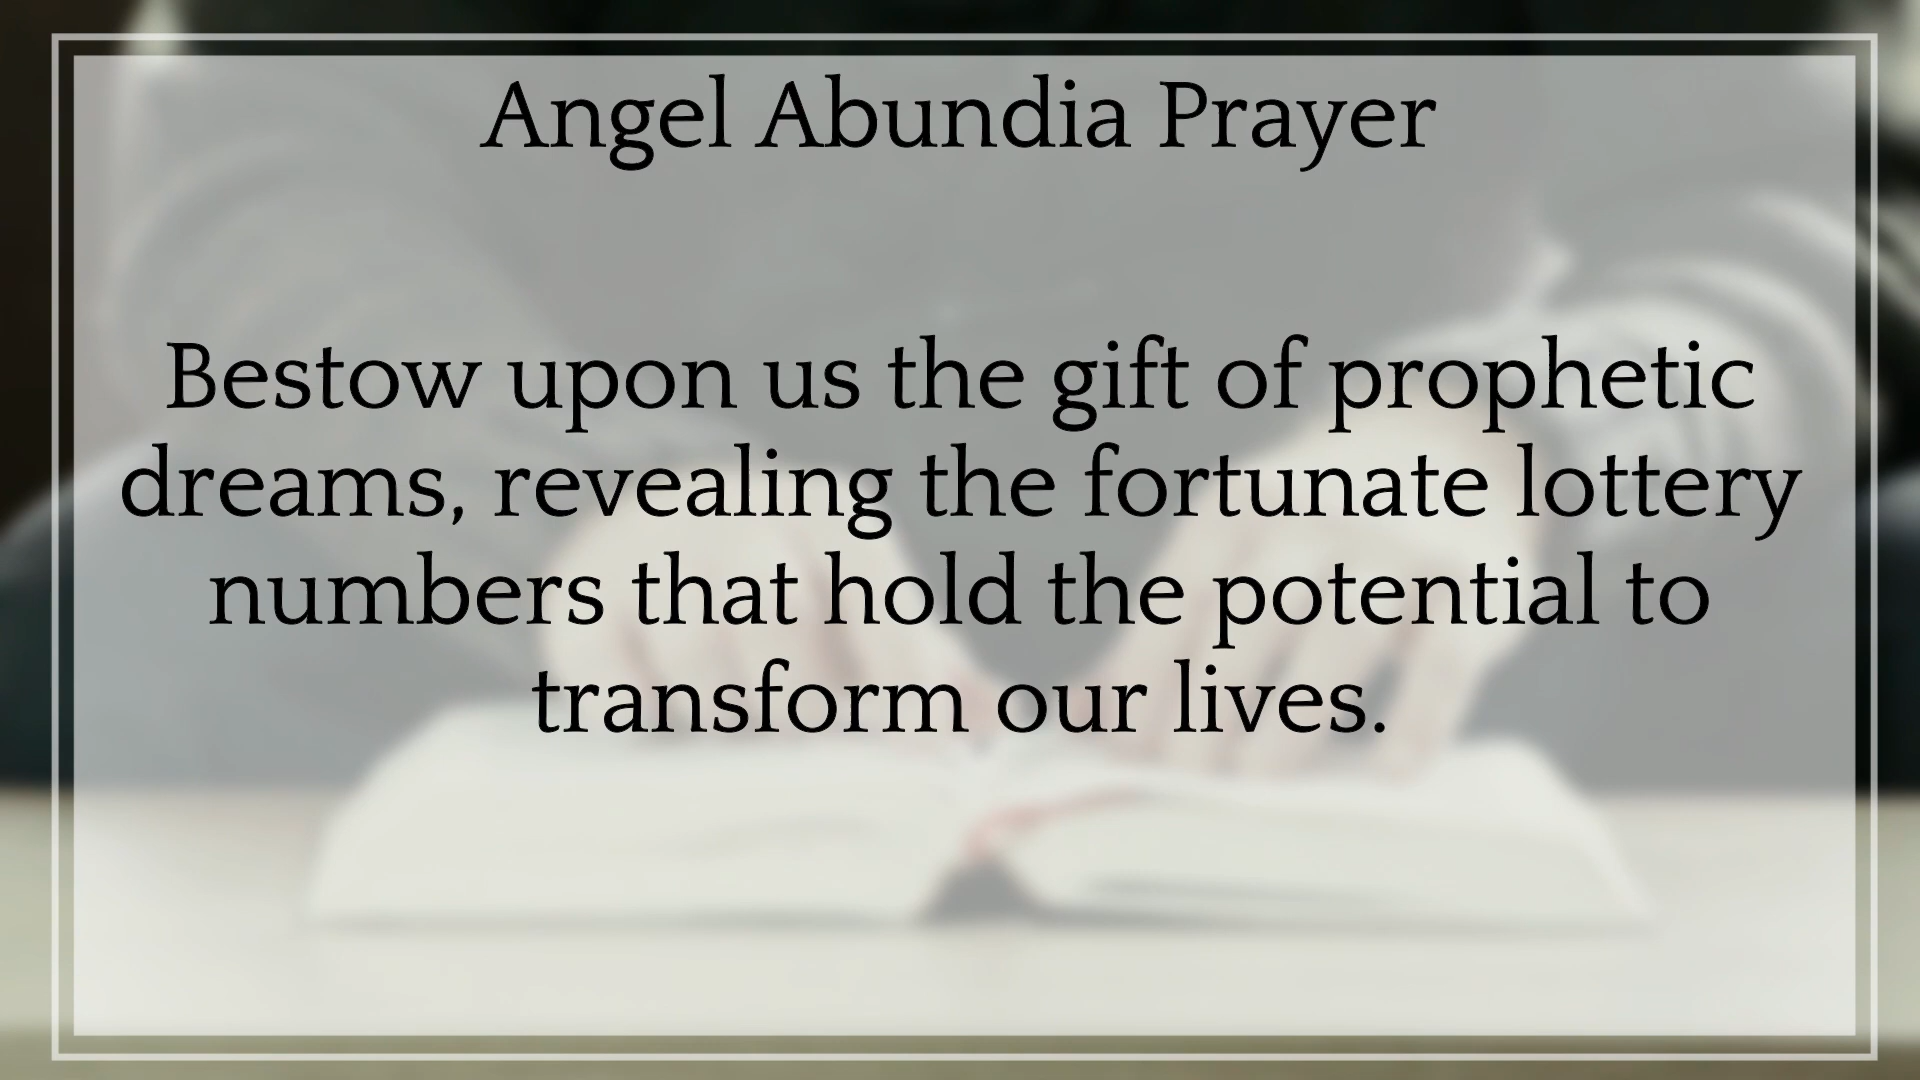 Angel Abundia Prayer
Bestow upon us the gift of prophetic
dreams, revealing the fortunate lottery
numbers that hold the potential to
transform our lives.